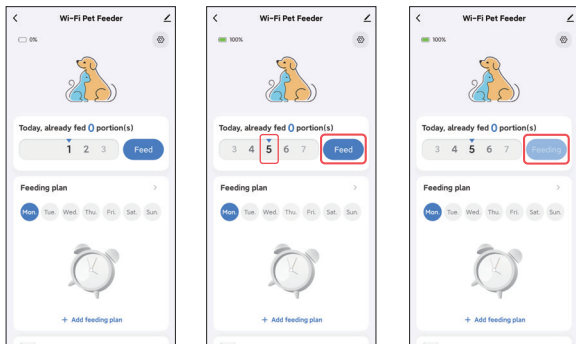 Wi-Fi Pet Feeder
0%
Today, already fed 0 portion(s)
1 2 3 Feed
Feeding plan
Mon. Tue. Wed. Thu. Fri. Sat. Sun.
+ Add feeding plan
Wi-Fi Pet Feeder
100%
Today, already fed 0 portion(s)
3 4 5 6 7 Feed
Feeding plan
Mon. Tue. Wed. Thu. Fri. Sat. Sun.
+ Add feeding plan
Wi-Fi Pet Feeder
100%
Today, already fed 0 portion(s)
3 4 5 6 7 Feeding
Feeding plan
Mon. Tue. Wed. Thu. Fri. Sat. Sun.
+ Add feeding plan